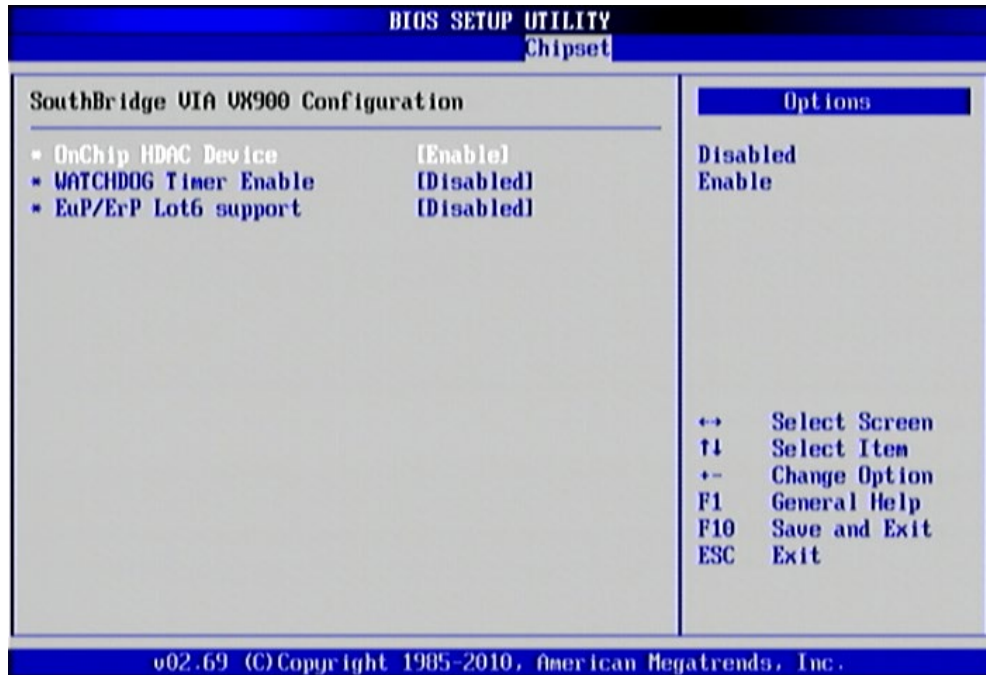 BIOS SETUP UTILITY
Chipset
SouthBridge VIA VX900 Configuration
* OnChip HDAC Device [Enable]
* WATCHDOG Timer Enable [Disabled]
* EuP/ErP Lot6 support [Disabled]
Options
Disabled
Enable
←→ Select Screen
↑↓ Select Item
+- Change Option
F1 General Help
F10 Save and Exit
ESC Exit
v02.69 (C)Copyright 1985-2010, American Megatrends, Inc.